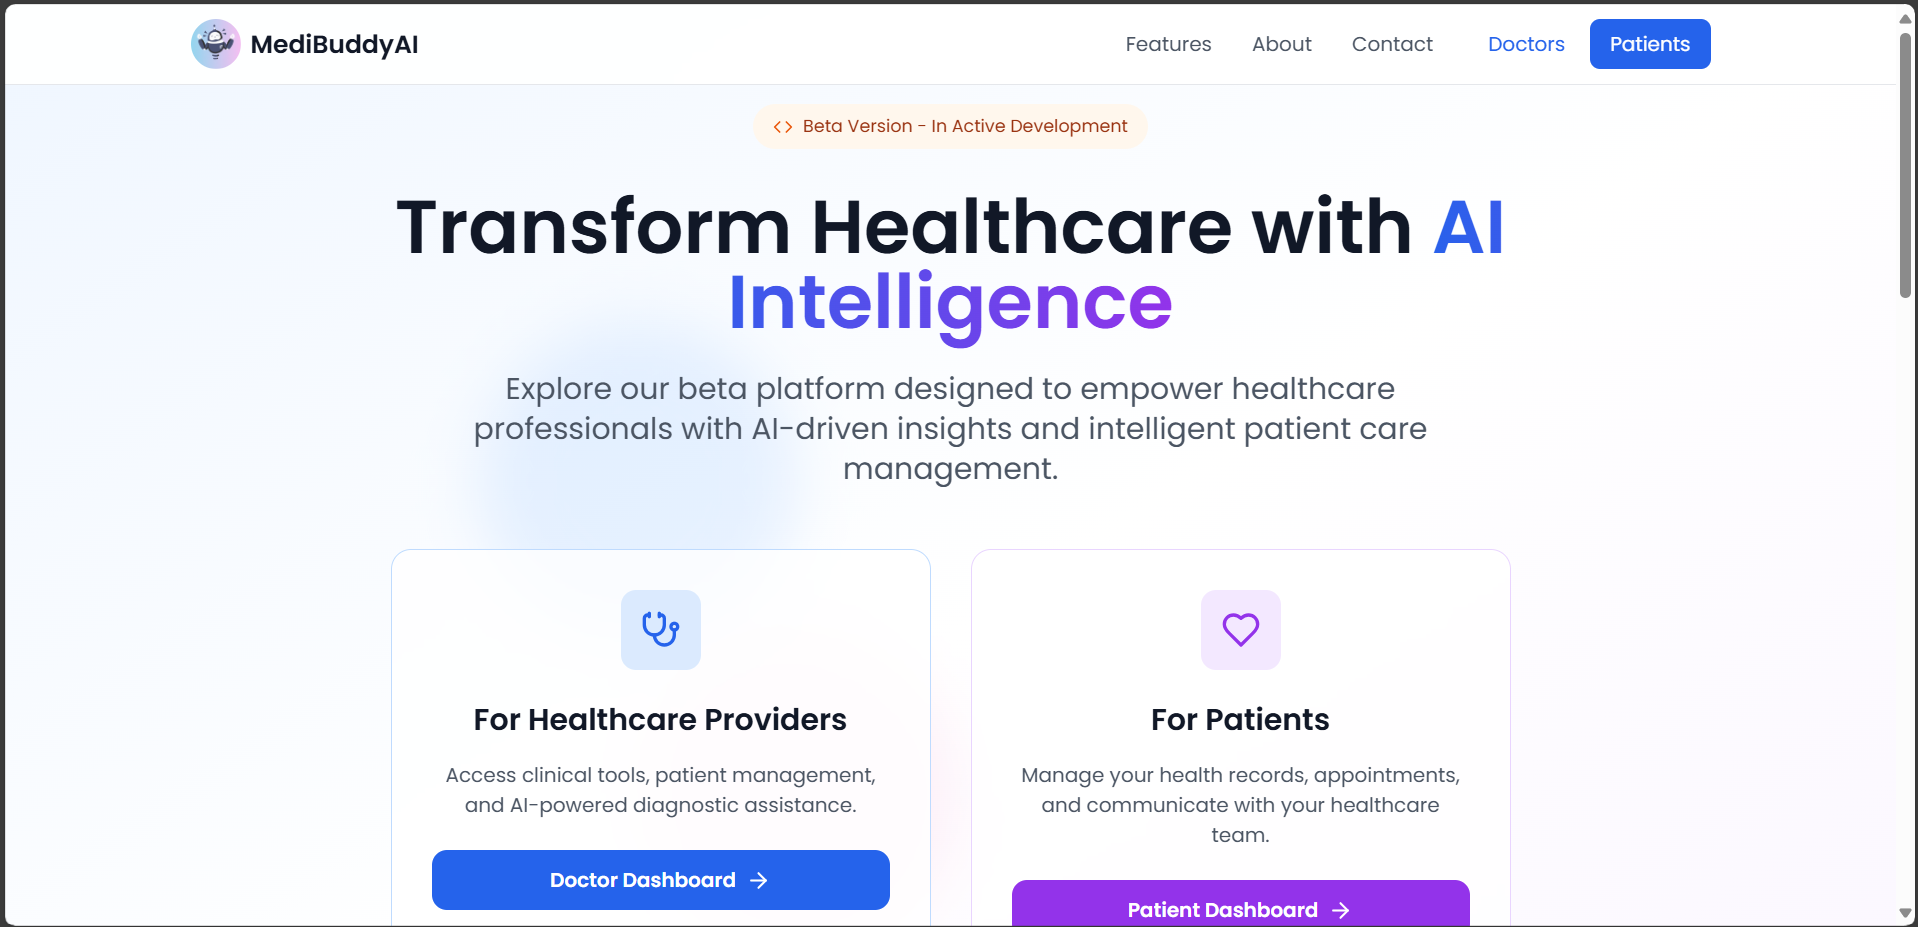 MediBuddyAI
Features
About
Contact
Doctors
Patients
Beta Version - In Active Development
Transform Healthcare with AI
Intelligence
Explore our beta platform designed to empower healthcare
professionals with AI-driven insights and intelligent patient care
management.
For Healthcare Providers
Access clinical tools, patient management,
and AI-powered diagnostic assistance.
Doctor Dashboard
For Patients
Manage your health records, appointments,
and communicate with your healthcare
team.
Patient Dashboard